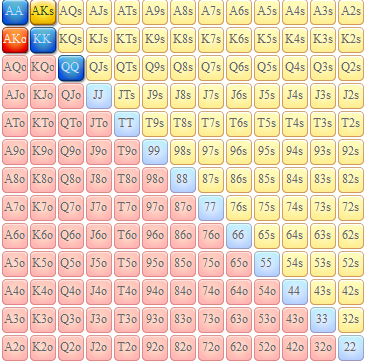 AA AKs AQs AJs ATs A9s A8s A7s A6s A5s A4s A3s A2s
AKo KK KQs KJs KTs K9s K8s K7s K6s K5s K4s K3s K2s
AQo KQo QQ QJs QTs Q9s Q8s Q7s Q6s Q5s Q4s Q3s Q2s
AJo KJo QJo JJ JTs J9s J8s J7s J6s J5s J4s J3s J2s
ATo KTo QTo JTo TT T9s T8s T7s T6s T5s T4s T3s T2s
A9o K9o Q9o J9o T9o 99 98s 97s 96s 95s 94s 93s 92s
A8o K8o Q8o J8o T8o 98o 88 87s 86s 85s 84s 83s 82s
A7o K7o Q7o J7o T7o 97o 87o 77 76s 75s 74s 73s 72s
A6o K6o Q6o J6o T6o 96o 86o 76o 66 65s 64s 63s 62s
A5o K5o Q5o J5o T5o 95o 85o 75o 65o 55 54s 53s 52s
A4o K4o Q4o J4o T4o 94o 84o 74o 64o 54o 44 43s 42s
A3o K3o Q3o J3o T3o 93o 83o 73o 63o 53o 43o 33 32s
A2o K2o Q2o J2o T2o 92o 82o 72o 62o 52o 42o 32o 22